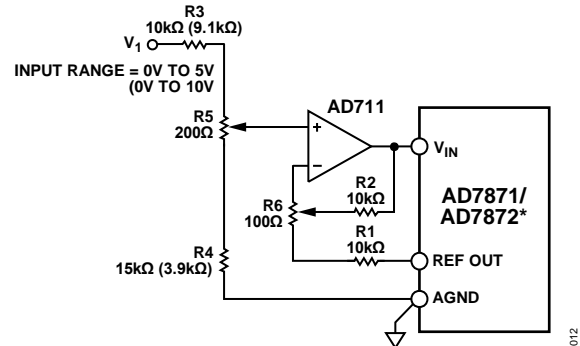 R3
10kΩ (9.1kΩ)
V1
INPUT RANGE = 0V TO 5V
(0V TO 10V
R5
200Ω
AD711
+
–
VIN
R2
10kΩ
R6
100Ω
AD7871/
AD7872*
R1
10kΩ
REF OUT
R4
15kΩ (3.9kΩ)
AGND
012